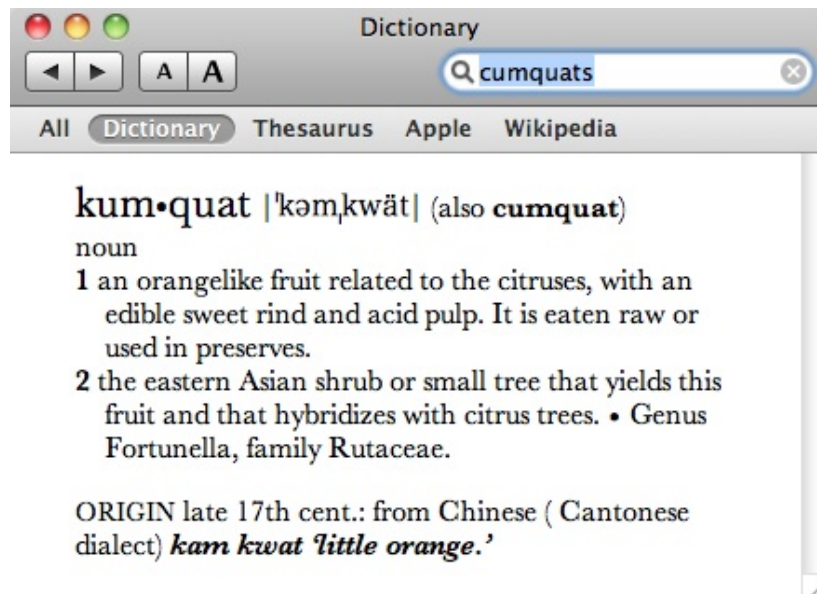 Dictionary
A A
cumquats
All Dictionary Thesaurus Apple Wikipedia
kum•quat |ˈkəmˌkwät| (also cumquat)
noun
1 an orangelike fruit related to the citruses, with an
edible sweet rind and acid pulp. It is eaten raw or
used in preserves.
2 the eastern Asian shrub or small tree that yields this
fruit and that hybridizes with citrus trees. • Genus
Fortunella, family Rutaceae.
ORIGIN late 17th cent.: from Chinese ( Cantonese
dialect) kam kwat ‘little orange.’